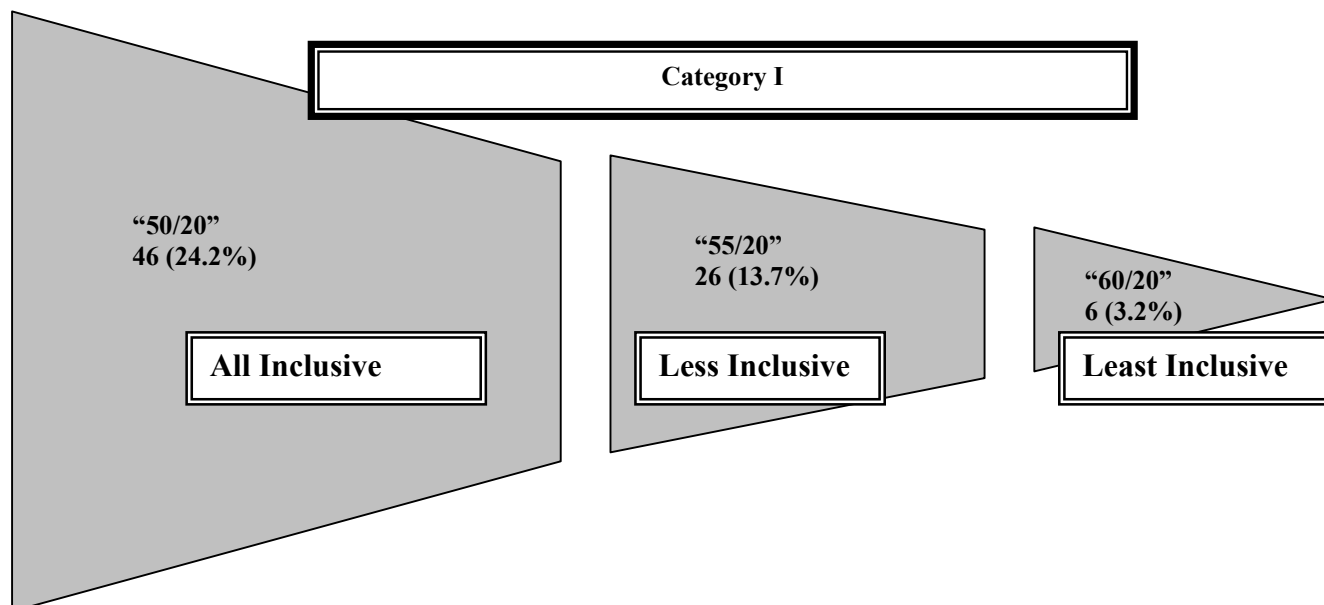 Category I
“50/20”
46 (24.2%)
“55/20”
26 (13.7%)
“60/20”
6 (3.2%)
All Inclusive
Less Inclusive
Least Inclusive